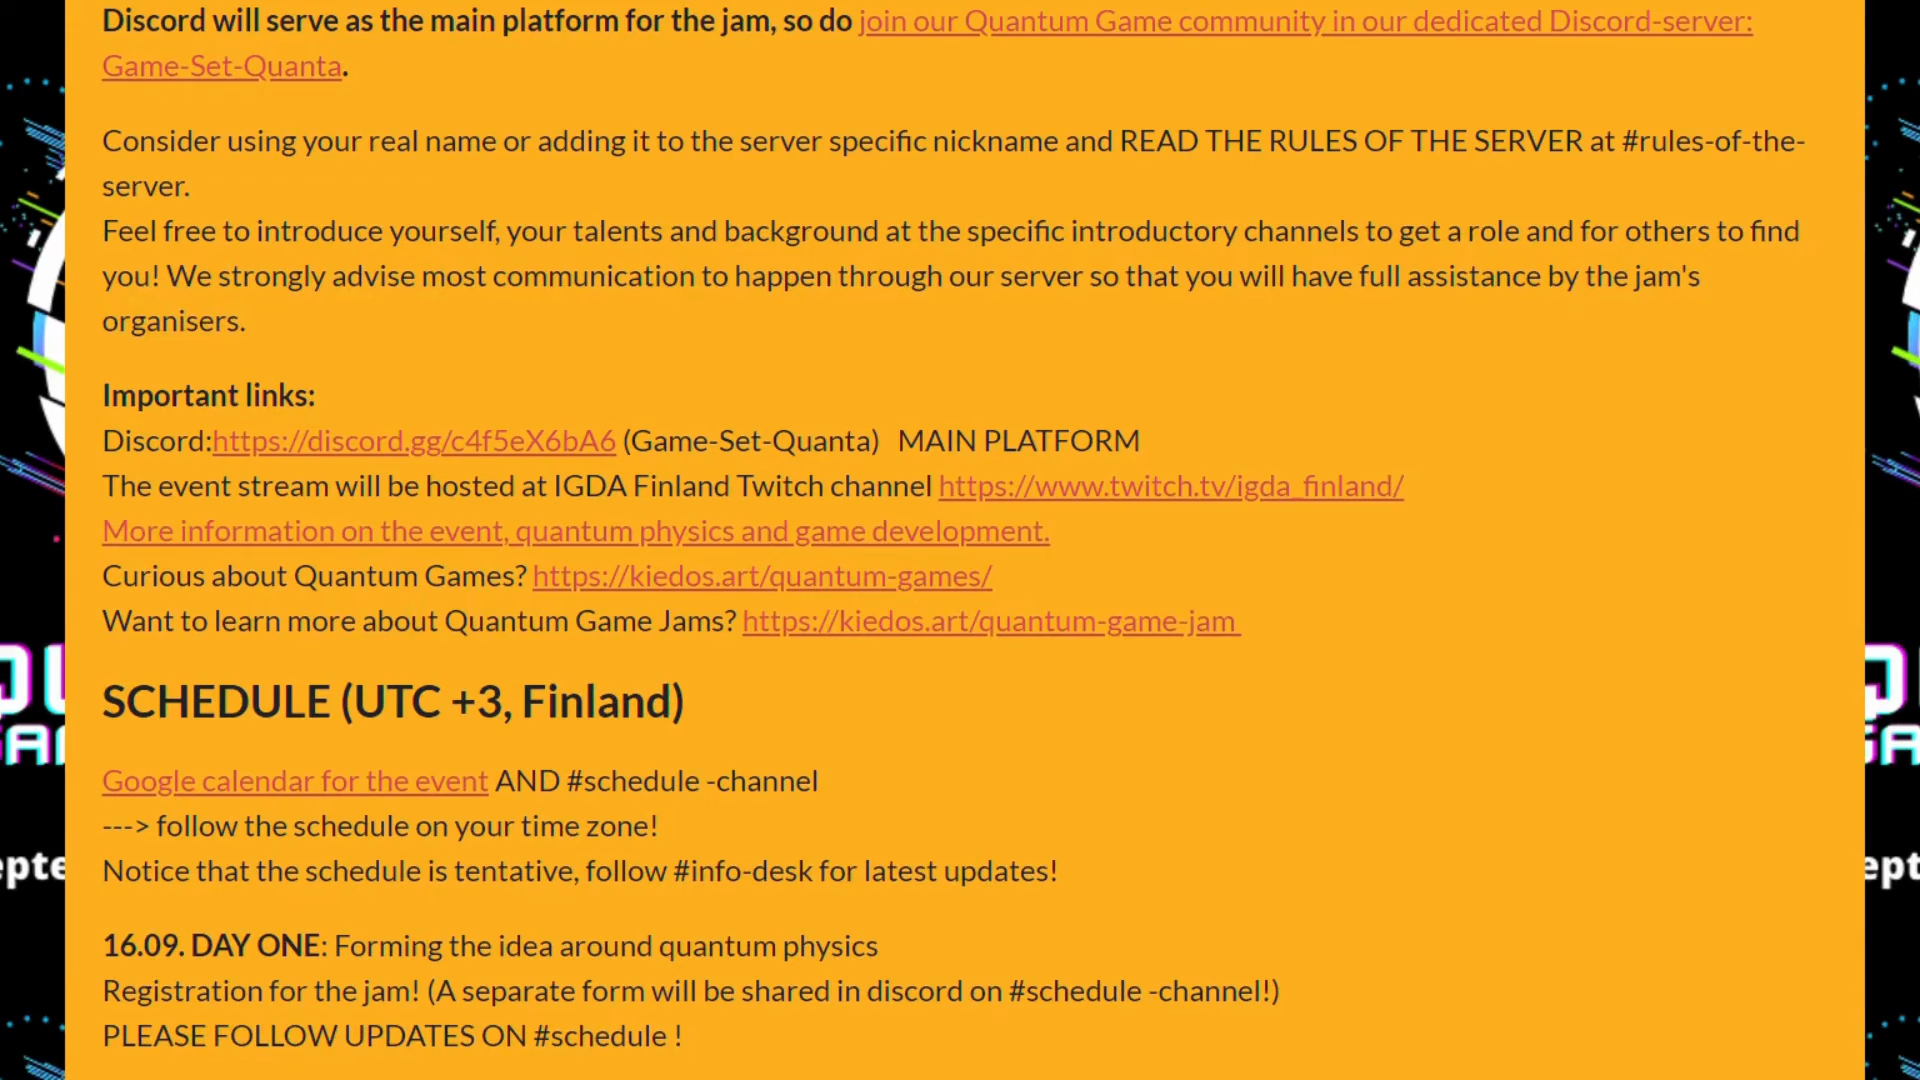 Discord will serve as the main platform for the jam, so do join our Quantum Game community in our dedicated Discord-server:
Game-Set-Quanta.
Consider using your real name or adding it to the server specific nickname and READ THE RULES OF THE SERVER at #rules-of-the-
server.
Feel free to introduce yourself, your talents and background at the specific introductory channels to get a role and for others to find
you! We strongly advise most communication to happen through our server so that you will have full assistance by the jam's
organisers.
Important links:
Discord:https://discord.gg/c4f5eX6bA6 (Game-Set-Quanta)   MAIN PLATFORM
The event stream will be hosted at IGDA Finland Twitch channel https://www.twitch.tv/igda_finland/
More information on the event, quantum physics and game development.
Curious about Quantum Games? https://kiedos.art/quantum-games/
Want to learn more about Quantum Game Jams? https://kiedos.art/quantum-game-jam
SCHEDULE (UTC +3, Finland)
Google calendar for the event AND #schedule -channel
---> follow the schedule on your time zone!
Notice that the schedule is tentative, follow #info-desk for latest updates!
16.09. DAY ONE: Forming the idea around quantum physics
Registration for the jam! (A separate form will be shared in discord on #schedule -channel!)
PLEASE FOLLOW UPDATES ON #schedule !